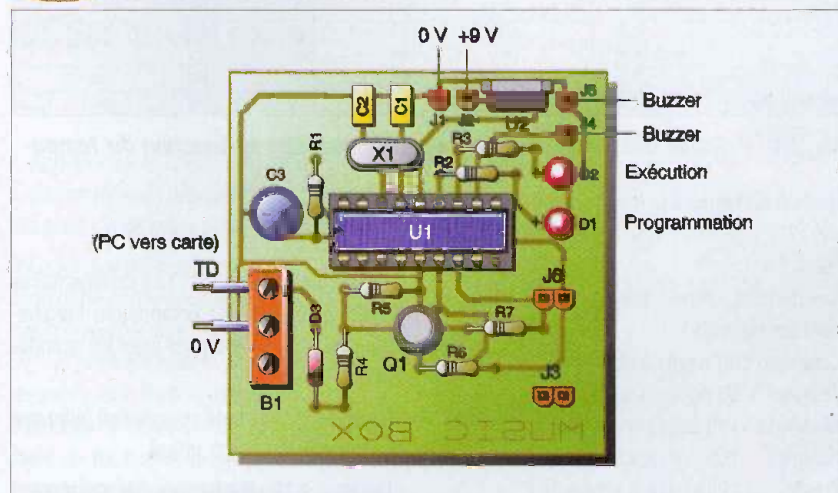 0 V +9 V
J5
Buzzer
C2
C1
J1
J2
U2
J4
Buzzer
R1
X1
R3
R2
D2
Exécution
C3
D1
Programmation
U1
(PC vers carte)
TD
J6
R5
D3
R7
0 V
R4
Q1
R6
J3
B1
MUSIC BOX